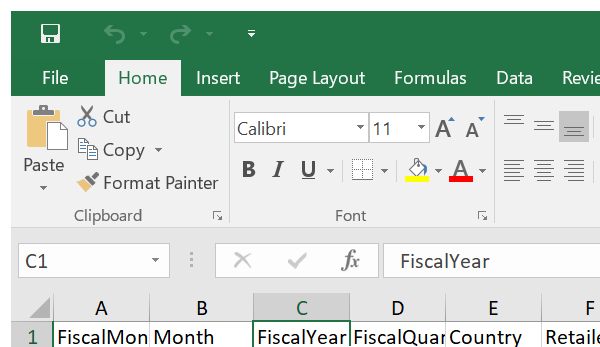 File Home Insert Page Layout Formulas Data Revie
Cut
Copy
Format Painter
Paste
Clipboard
Calibri 11 A A
B I U A
Font
C1 fx FiscalYear
A B C D E F
1 FiscalMon Month FiscalYear FiscalQuar Country Retaile